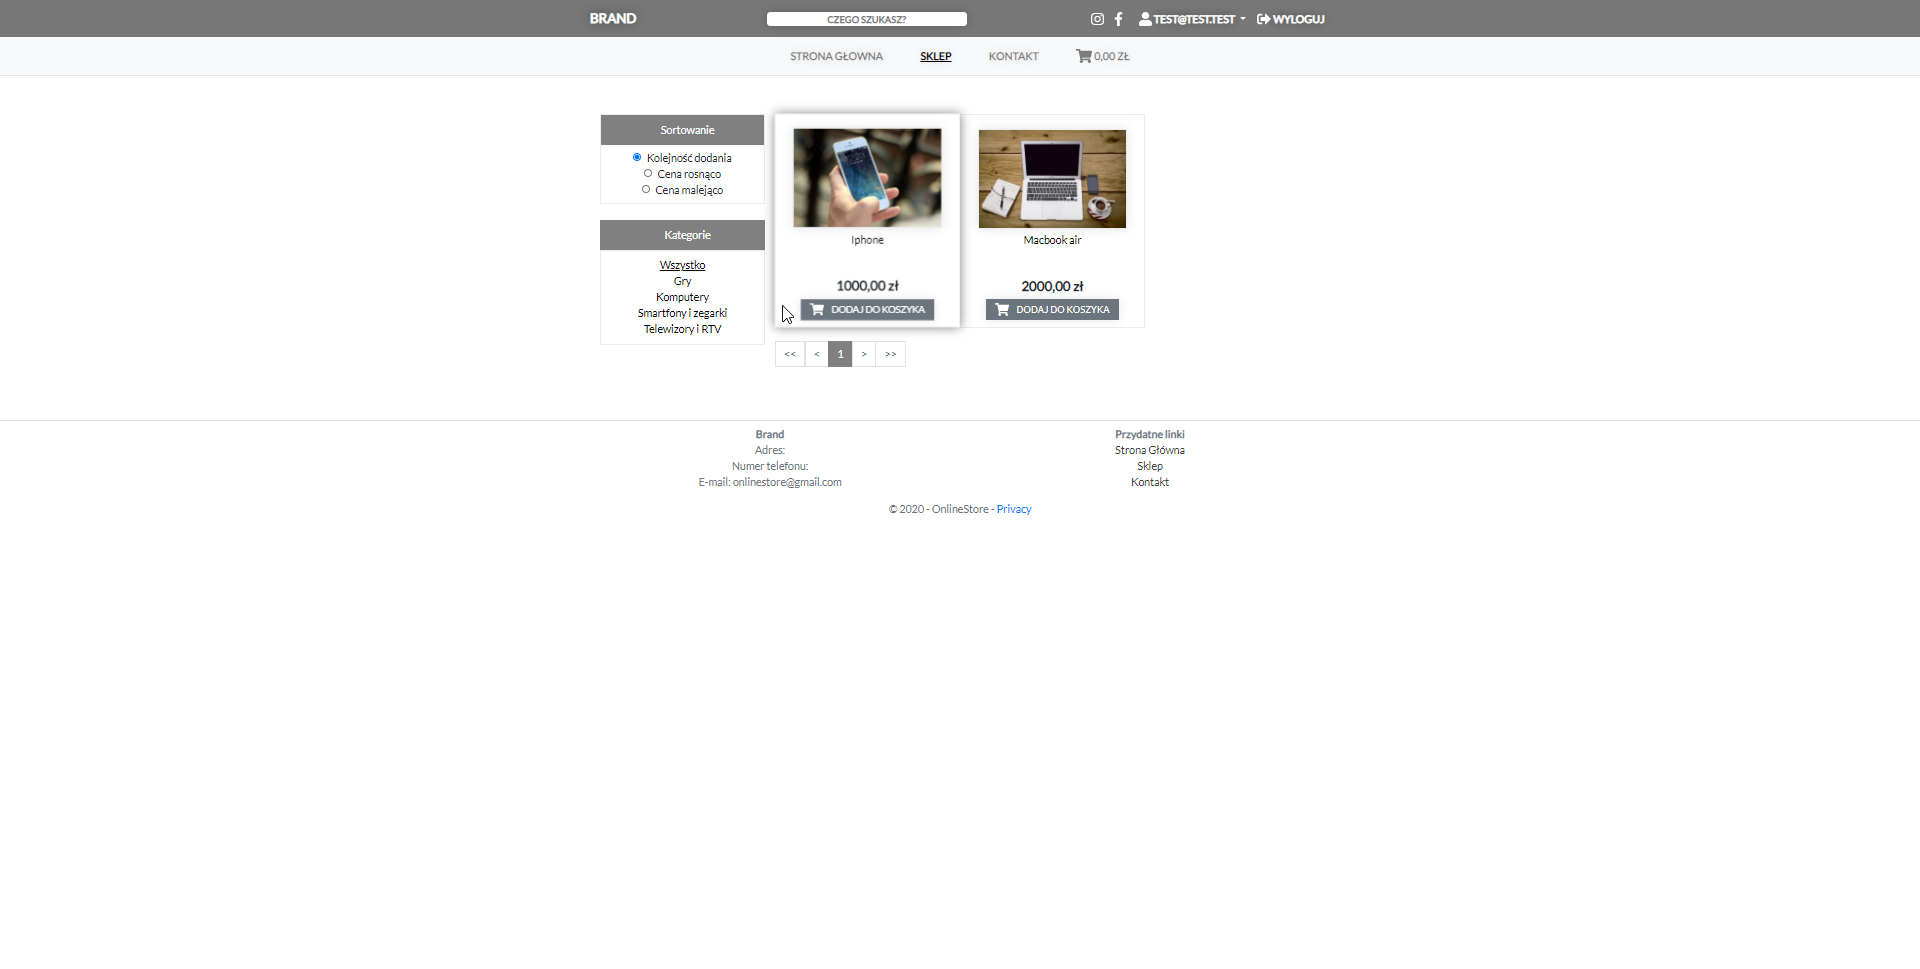 BRAND
CZEGO SZUKASZ?
TEST@TEST.TEST
WYLOGUJ
STRONA GŁOWNA
SKLEP
KONTAKT
0,00 ZŁ
Sortowanie
Kolejność dodania
Cena rosnąco
Cena malejąco
Kategorie
Wszystko
Gry
Komputery
Smartfony i zegarki
Telewizory i RTV
Iphone
1000,00 zł
DODAJ DO KOSZYKA
Macbook air
2000,00 zł
DODAJ DO KOSZYKA
<< < 1 > >>
Brand
Adres:
Numer telefonu:
E-mail: onlinestore@gmail.com
Przydatne linki
Strona Główna
Sklep
Kontakt
© 2020 - OnlineStore - Privacy